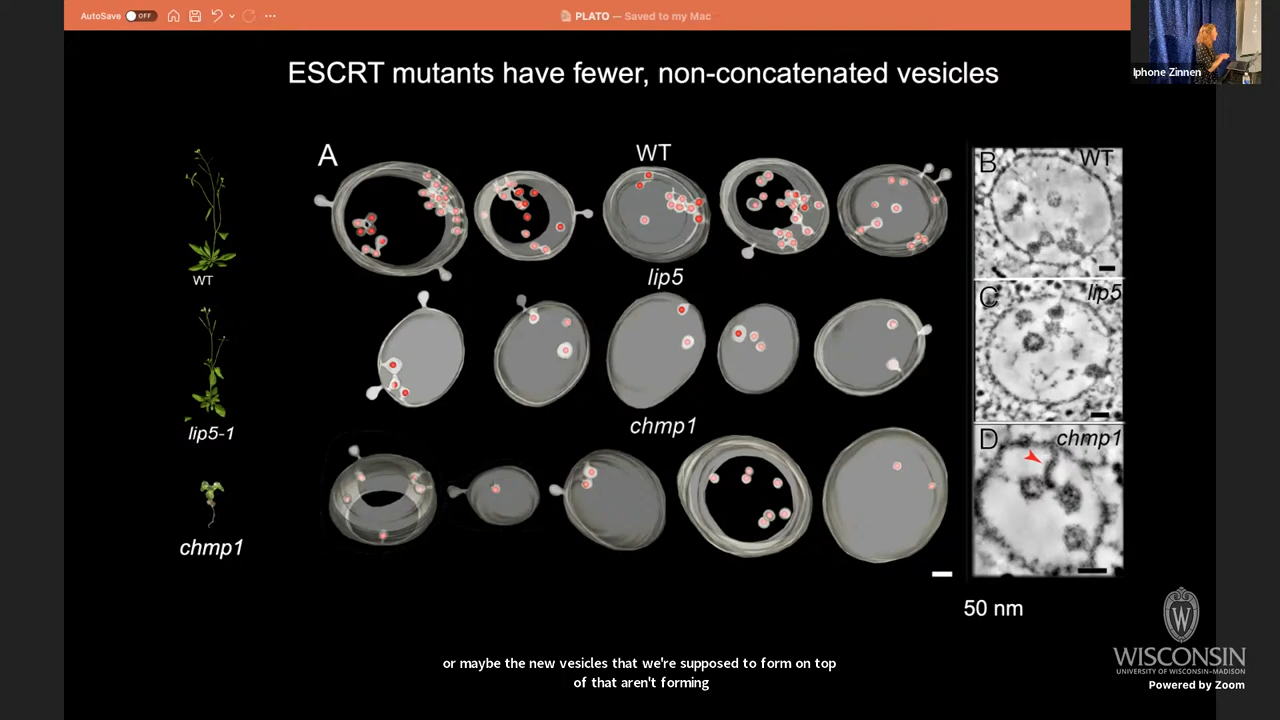 AutoSave OFF
PLATO — Saved to my Mac
Iphone Zinnen
ESCRT mutants have fewer, non-concatenated vesicles
A
WT
B
WT
WT
lip5
C
lip5
lip5-1
chmp1
D
chmp1
chmp1
50 nm
or maybe the new vesicles that we're supposed to form on top
of that aren't forming
W
WISCONSIN
UNIVERSITY OF WISCONSIN–MADISON
Powered by Zoom